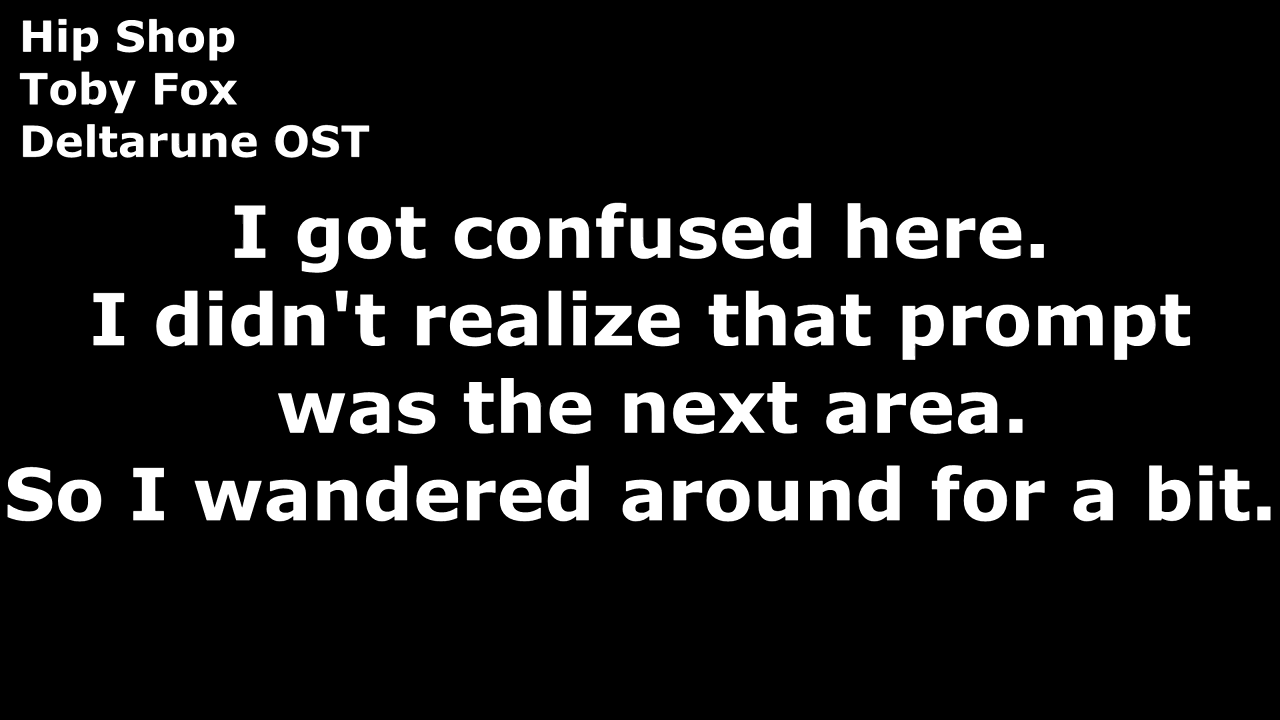 Hip Shop
Toby Fox
Deltarune OST
I got confused here.
I didn't realize that prompt
was the next area.
So I wandered around for a bit.